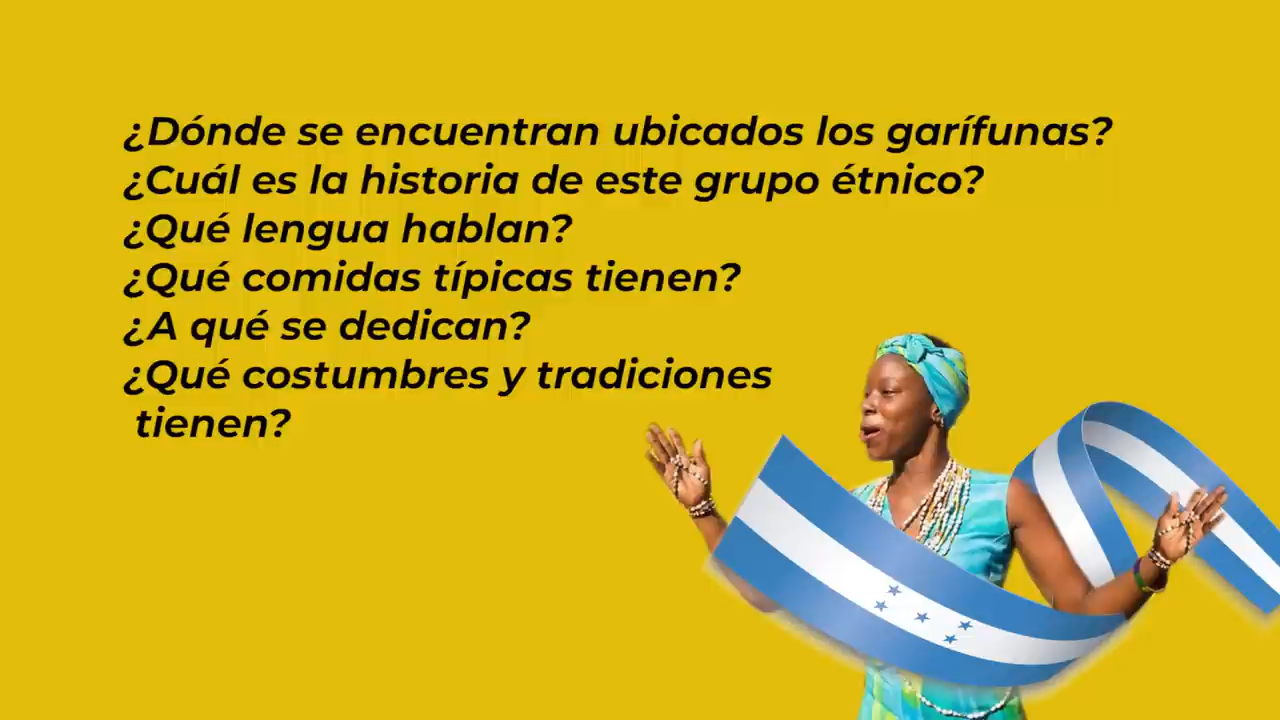 ¿Dónde se encuentran ubicados los garífunas?
¿Cuál es la historia de este grupo étnico?
¿Qué lengua hablan?
¿Qué comidas típicas tienen?
¿A qué se dedican?
¿Qué costumbres y tradiciones
tienen?